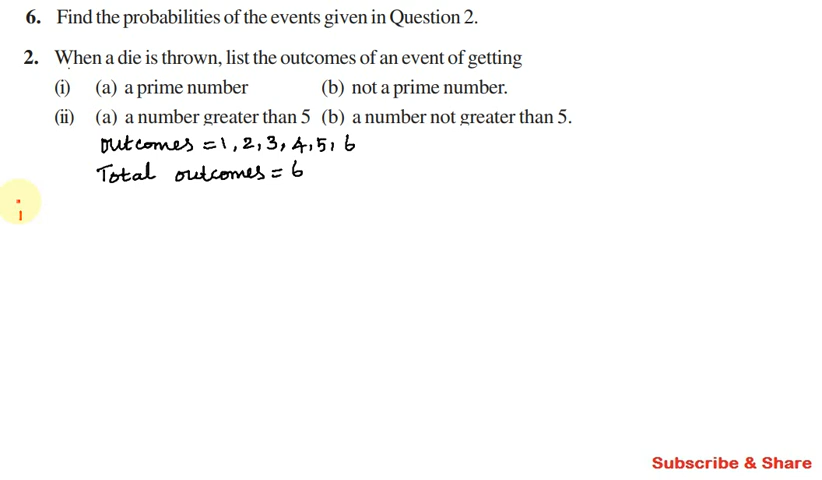 6. Find the probabilities of the events given in Question 2.
2. When a die is thrown, list the outcomes of an event of getting
(i) (a) a prime number (b) not a prime number.
(ii) (a) a number greater than 5 (b) a number not greater than 5.
outcomes = 1, 2, 3, 4, 5, 6
Total outcomes = 6
Subscribe & Share